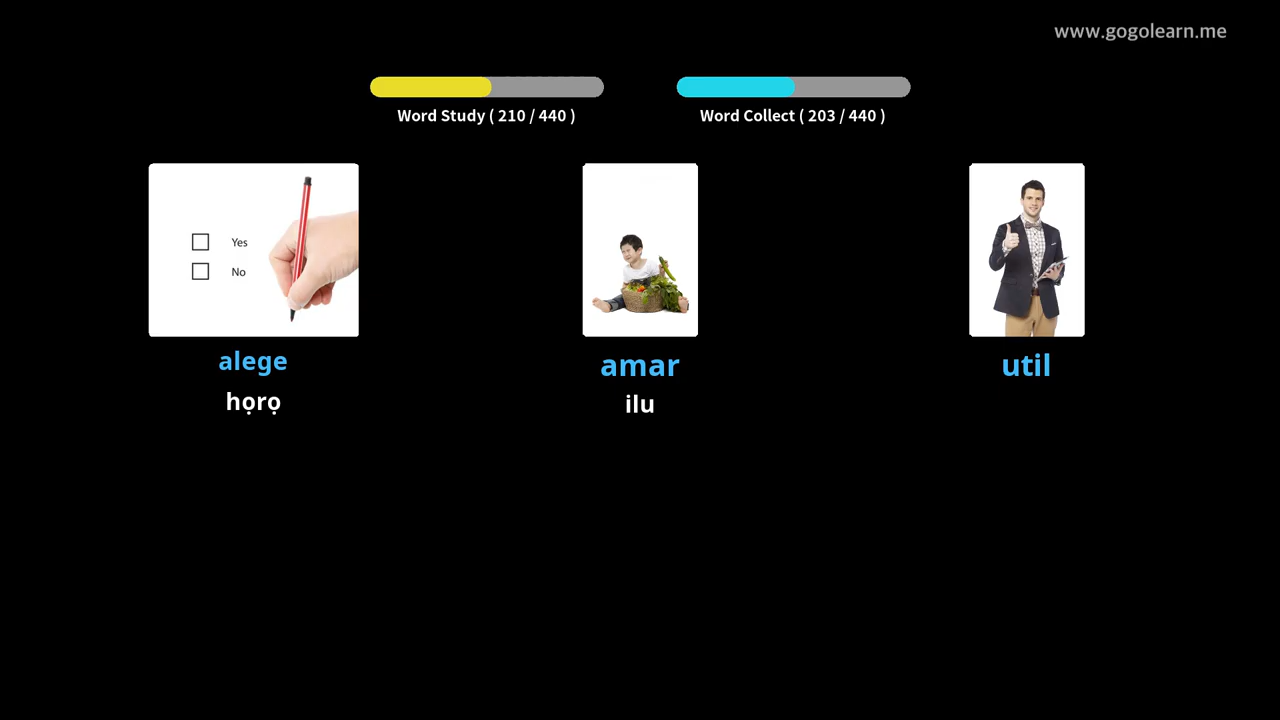 www.gogolearn.me
Word Study ( 210 / 440 )
Word Collect ( 203 / 440 )
Yes
No
alege
họrọ
amar
ilu
util